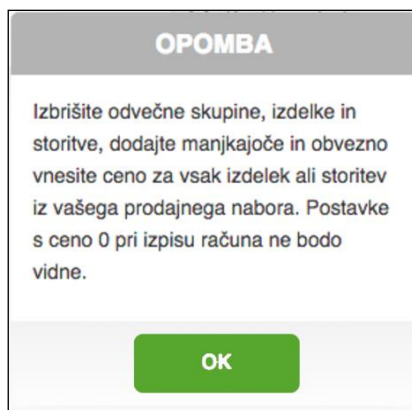 OPOMBA
Izbrišite odvečne skupine, izdelke in
storitve, dodajte manjkajoče in obvezno
vnesite ceno za vsak izdelek ali storitev
iz vašega prodajnega nabora. Postavke
s ceno 0 pri izpisu računa ne bodo
vidne.
OK